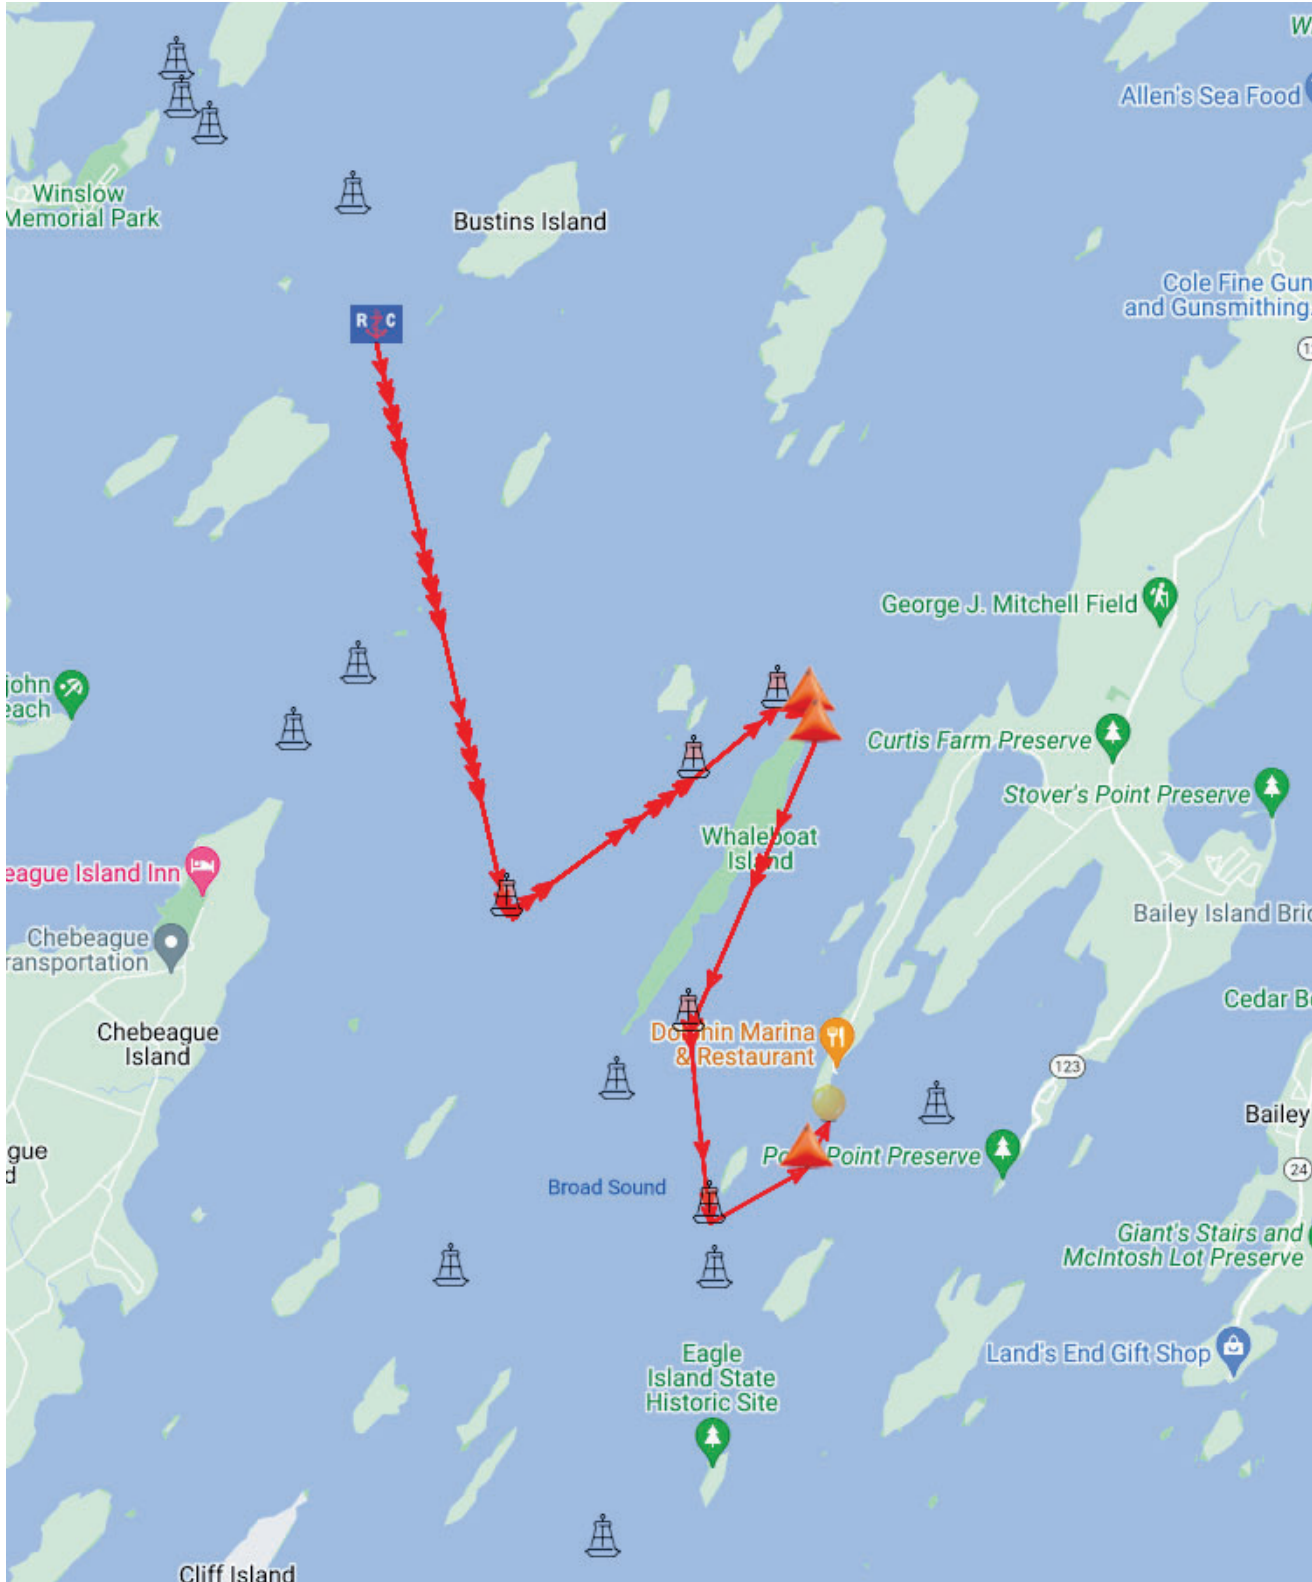 Allen's Sea Food
Winslow
Memorial Park
Bustins Island
Cole Fine Gun
and Gunsmithing.
R C
George J. Mitchell Field
john
each
Curtis Farm Preserve
Stover's Point Preserve
Whaleboat
Island
eague Island Inn
Chebeague
ransportation
Bailey Island Bric
Cedar B
Chebeague
Island
Dolphin Marina
& Restaurant
123
Bailey
gue
d
Point Preserve
24
Broad Sound
Giant's Stairs and
McIntosh Lot Preserve
Land's End Gift Shop
Eagle
Island State
Historic Site
Cliff Island